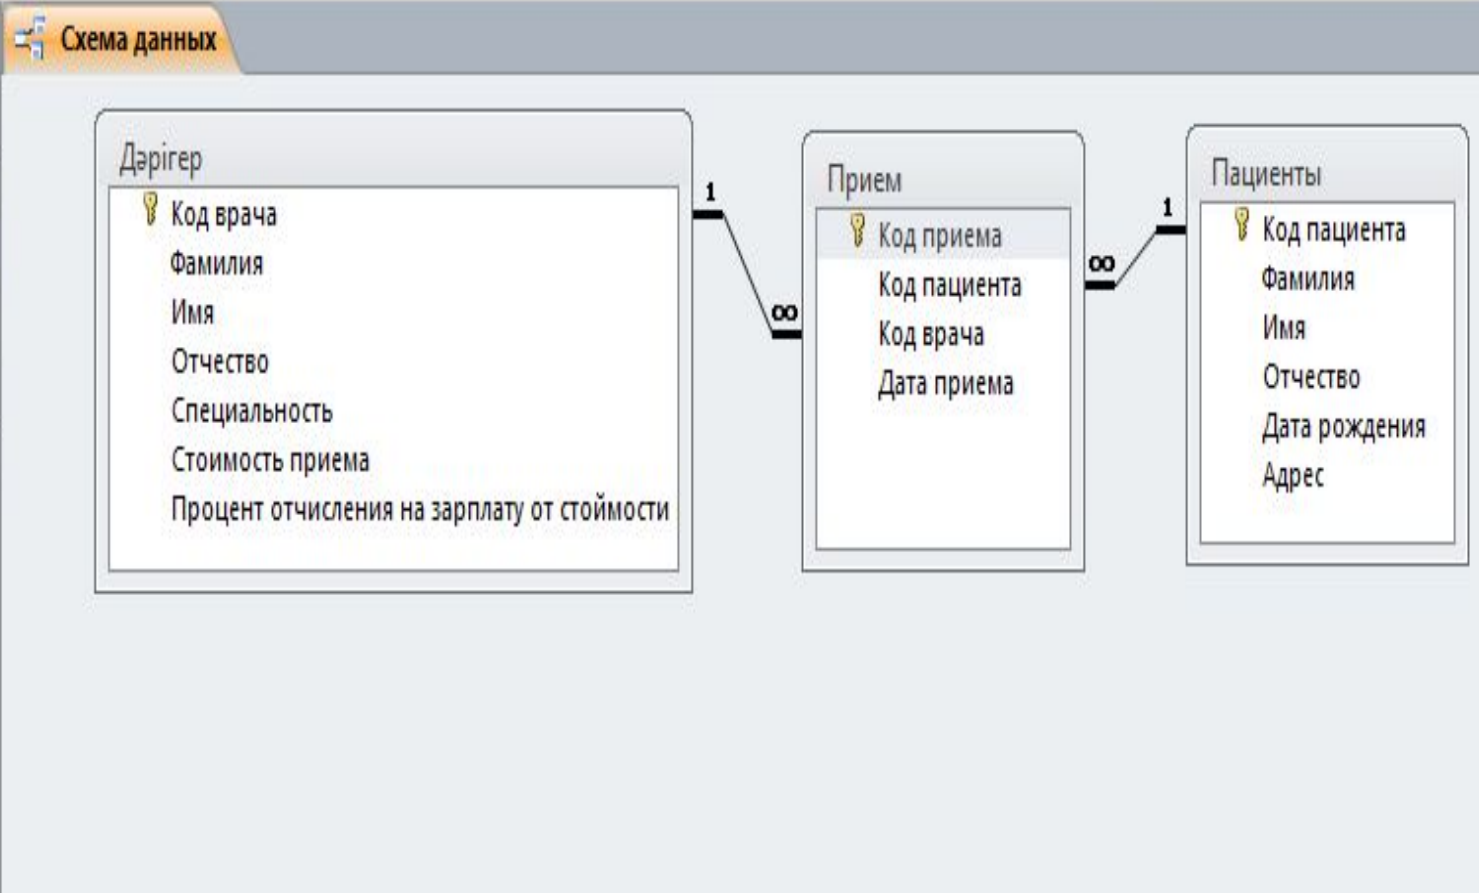 Схема данных
Дәрігер
Код врача
Фамилия
Имя
Отчество
Специальность
Стоимость приема
Процент отчисления на зарплату от стоймости
1
∞
Прием
Код приема
Код пациента
Код врача
Дата приема
∞
1
Пациенты
Код пациента
Фамилия
Имя
Отчество
Дата рождения
Адрес